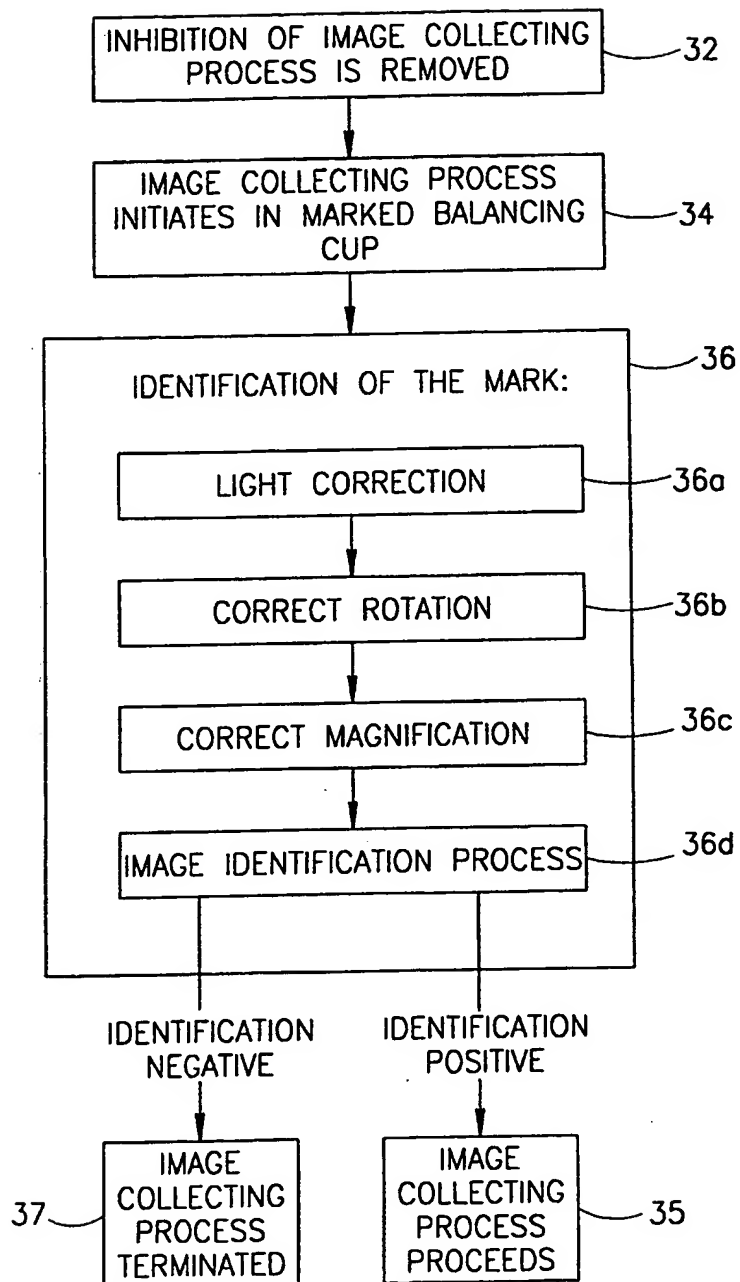 INHIBITION OF IMAGE COLLECTING
PROCESS IS REMOVED
32
IMAGE COLLECTING PROCESS
INITIATES IN MARKED BALANCING
CUP
34
36
IDENTIFICATION OF THE MARK:
LIGHT CORRECTION
36a
CORRECT ROTATION
36b
CORRECT MAGNIFICATION
36c
IMAGE IDENTIFICATION PROCESS
36d
IDENTIFICATION
NEGATIVE
IDENTIFICATION
POSITIVE
37
IMAGE
COLLECTING
PROCESS
TERMINATED
IMAGE
COLLECTING
PROCESS
PROCEEDS
35